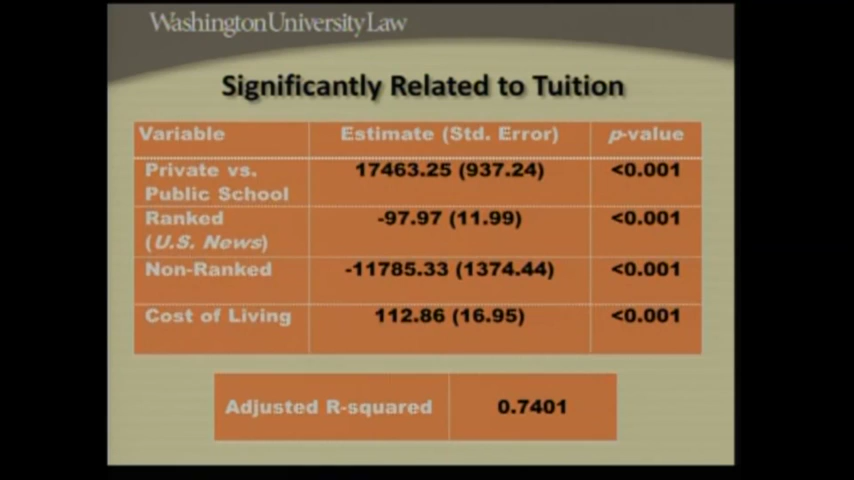 Washington University Law
Significantly Related to Tuition
Variable Estimate (Std. Error) p-value
Private vs. 17463.25 (937.24) <0.001
Public School
Ranked -97.97 (11.99) <0.001
(U.S. News)
Non-Ranked -11785.33 (1374.44) <0.001
Cost of Living 112.86 (16.95) <0.001
Adjusted R-squared 0.7401